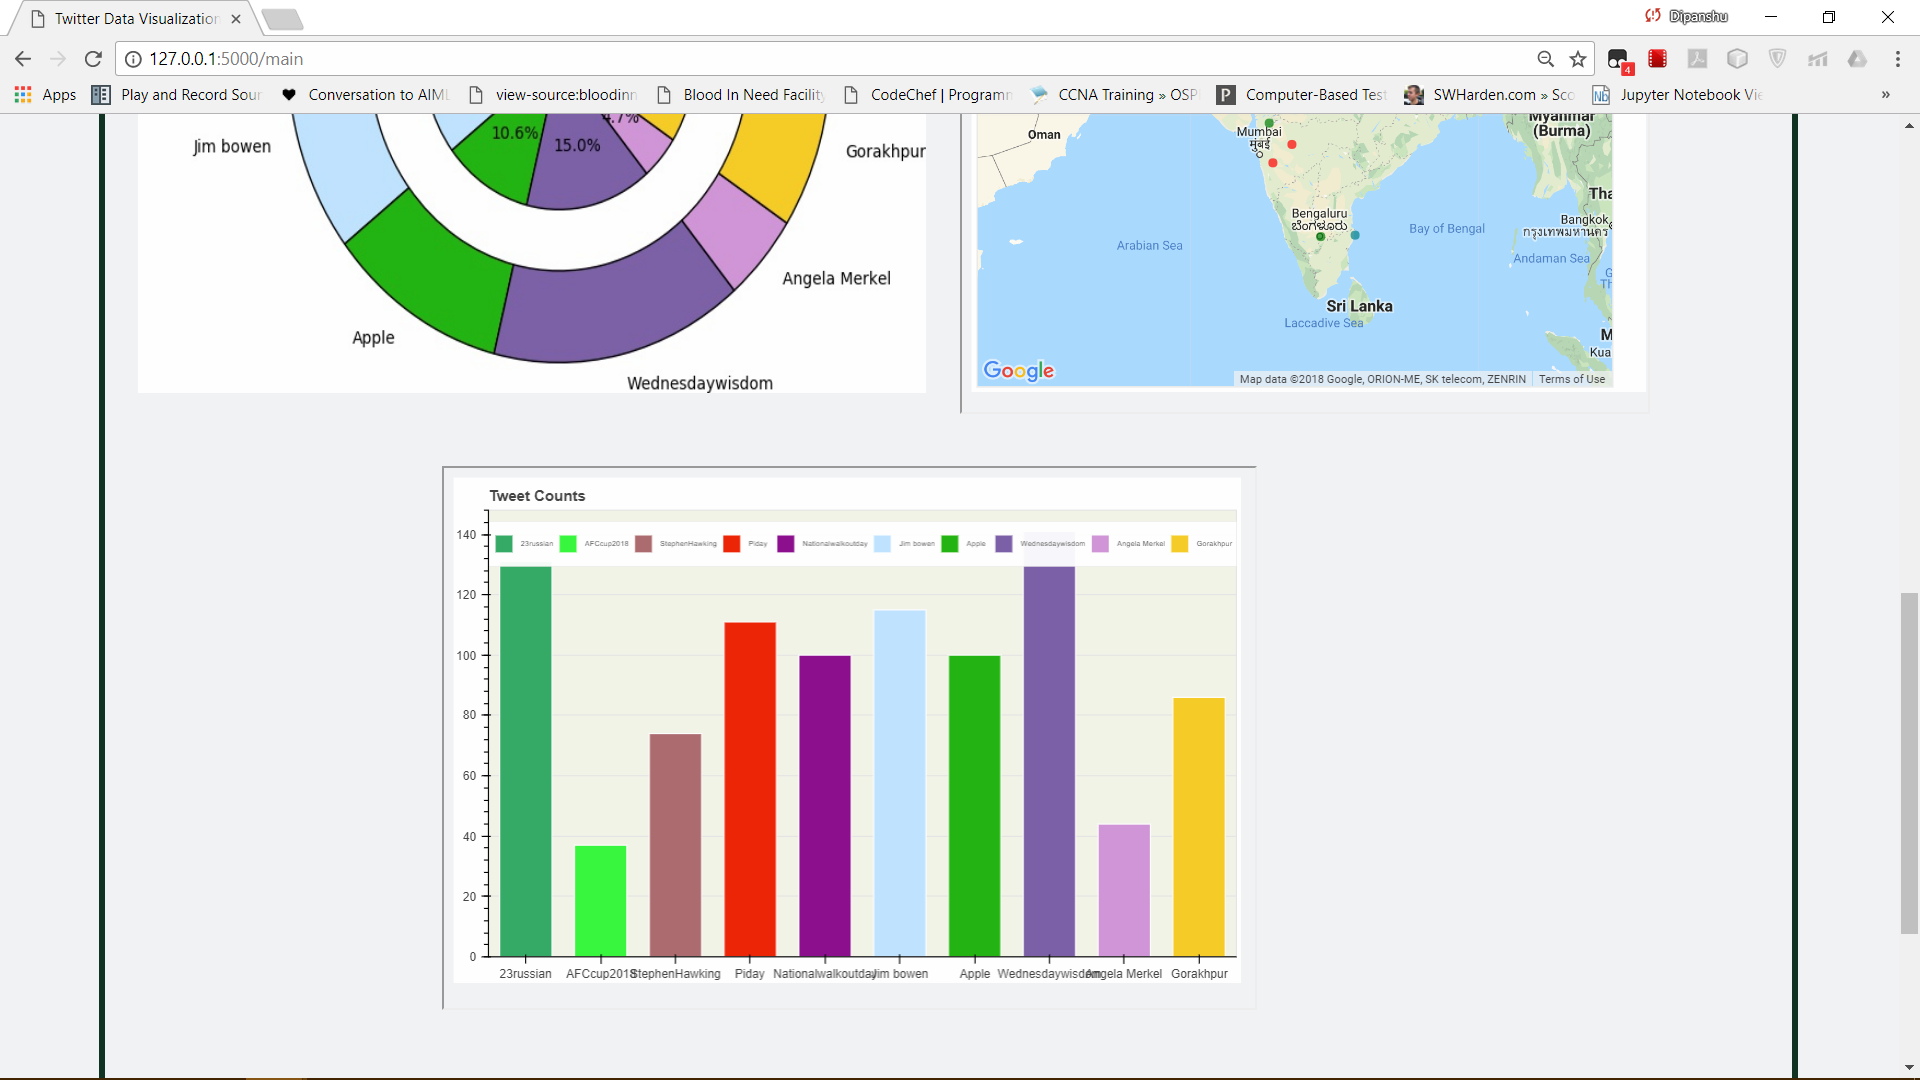 Twitter Data Visualization
Dipanshu
127.0.0.1:5000/main
4
Apps
Play and Record Sour
Conversation to AIML
view-source:bloodinn
Blood In Need Facility
CodeChef | Programm
CCNA Training » OSP
P
Computer-Based Test
SWHarden.com » Sco
Nb
Jupyter Notebook Vie
»
4.7%
10.6%
15.0%
Jim bowen
Gorakhpur
Angela Merkel
Apple
Wednesdaywisdom
Oman
Mumbai
मुंबई
Myanmar
(Burma)
Tha
Bengaluru
ಬೆಂಗಳೂರು
Bangkok
กรุงเทพมหานคร
Arabian Sea
Bay of Bengal
Andaman Sea
G
Th
Sri Lanka
Laccadive Sea
M
Kua
Google
Map data ©2018 Google, ORION-ME, SK telecom, ZENRIN
Terms of Use
Tweet Counts
23russian AFCcup2018 StephenHawking Piday Nationalwalkoutday Jim bowen Apple Wednesdaywisdom Angela Merkel Gorakhpur
140
120
100
80
60
40
20
0
23russian AFCcup2018 StephenHawking Piday Nationalwalkoutday Jim bowen Apple Wednesdaywisdom Angela Merkel Gorakhpur